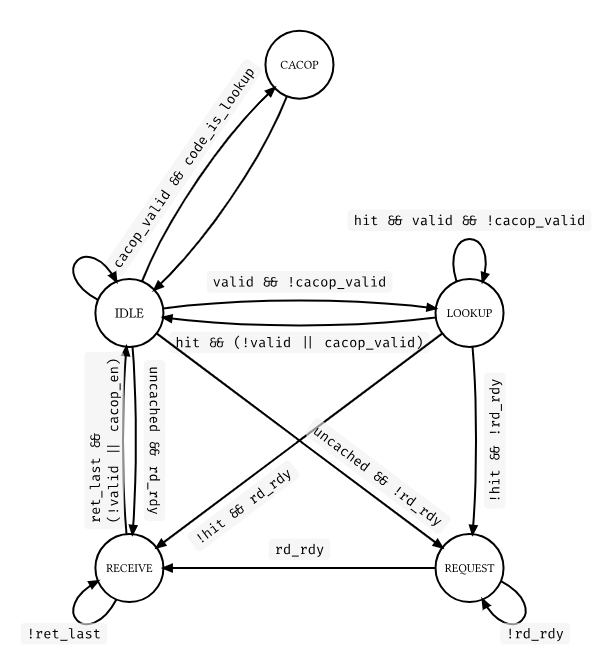 CACOP
cacop_valid && code_is_lookup
hit && valid && !cacop_valid
valid && !cacop_valid
IDLE
LOOKUP
hit && (!valid || cacop_valid)
ret_last &&
(!valid || cacop_en)
uncached && rd_rdy
uncached && !rd_rdy
!hit && !rd_rdy
!hit && rd_rdy
rd_rdy
RECEIVE
REQUEST
!ret_last
!rd_rdy